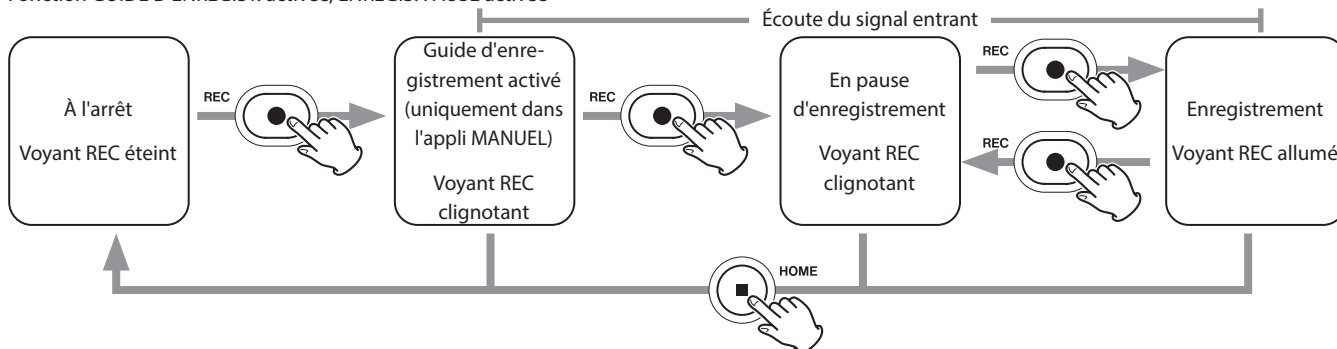 Écoute du signal entrant
À l'arrêt
Voyant REC éteint
REC
Guide d'enre-
gistrement activé
(uniquement dans
l'appli MANUEL)
Voyant REC
clignotant
REC
En pause
d'enregistrement
Voyant REC
clignotant
REC
REC
Enregistrement
Voyant REC allumé
HOME